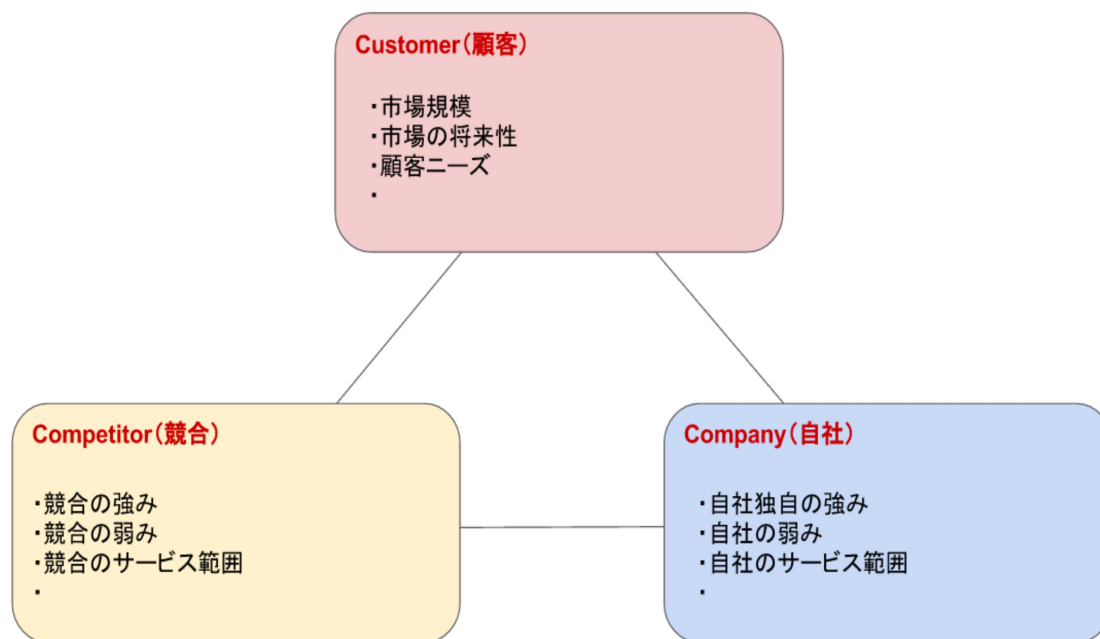 Customer（顧客）
・市場規模
・市場の将来性
・顧客ニーズ
・
Competitor（競合）
・競合の強み
・競合の弱み
・競合のサービス範囲
・
Company（自社）
・自社独自の強み
・自社の弱み
・自社のサービス範囲
・